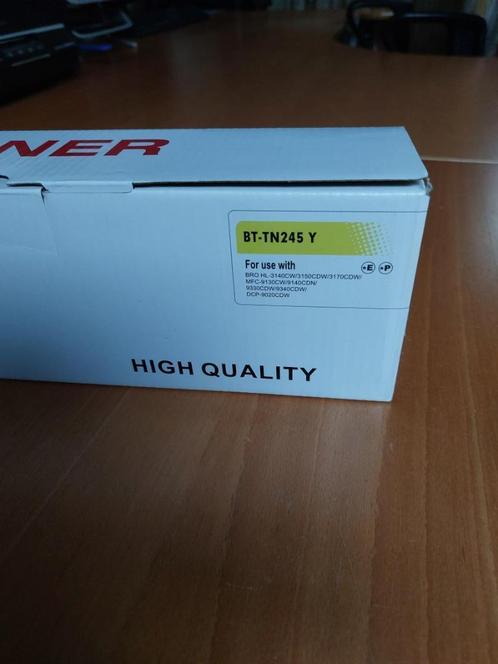 NER
BT-TN245 Y
For use with
•E •P
BRO HL-3140CW/3150CDW/3170CDW/
MFC-9130CW/9140CDN/
9330CDW/9340CDW/
DCP-9020CDW
HIGH QUALITY